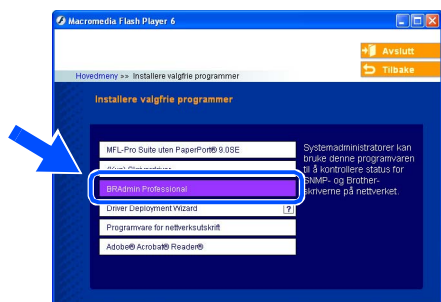 Macromedia Flash Player 6
Avslutt
Hovedmeny >> Installere valgfrie programmer
Tilbake
Installere valgfrie programmer
MFL-Pro Suite uten PaperPort® 9.0SE
BRAdmin Professional
Driver Deployment Wizard
?
Programvare for nettverksutskrift
Adobe® Acrobat® Reader®
Systemadministratorer kan
bruke denne programvaren
til å kontrollere status for
SNMP- og Brother-
skriverne på nettverket.